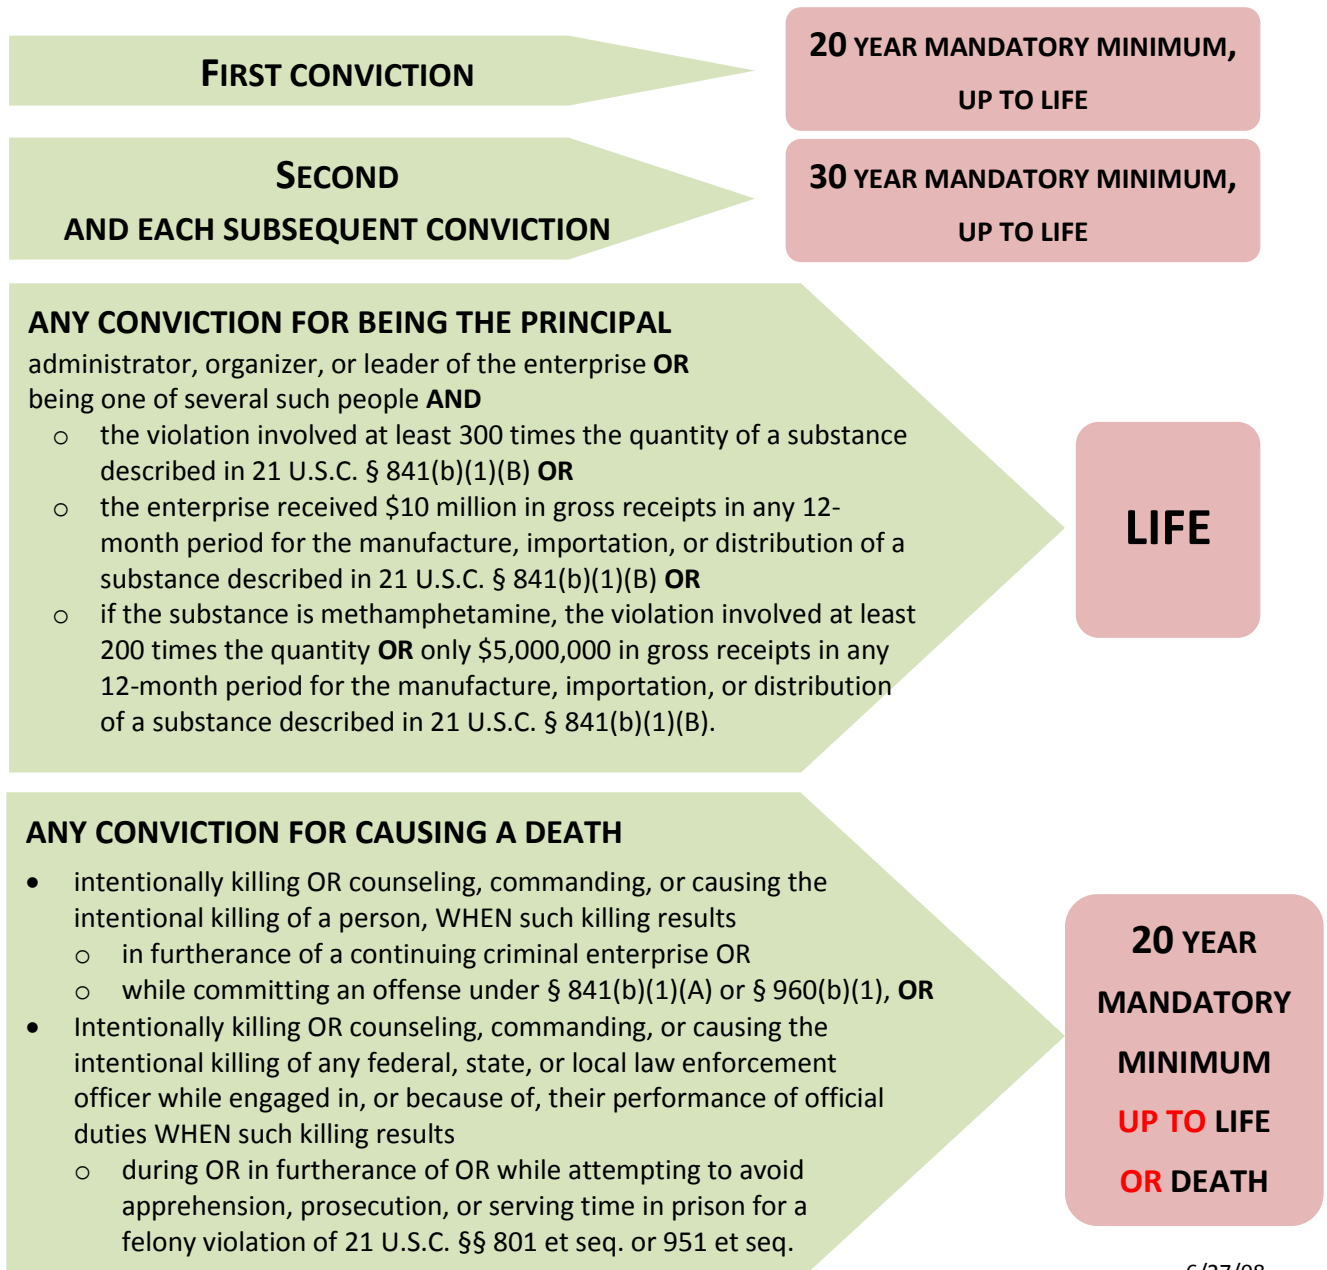 FIRST CONVICTION
20 YEAR MANDATORY MINIMUM,
UP TO LIFE
SECOND
AND EACH SUBSEQUENT CONVICTION
30 YEAR MANDATORY MINIMUM,
UP TO LIFE
ANY CONVICTION FOR BEING THE PRINCIPAL
administrator, organizer, or leader of the enterprise OR
being one of several such people AND
o the violation involved at least 300 times the quantity of a substance
described in 21 U.S.C. § 841(b)(1)(B) OR
o the enterprise received $10 million in gross receipts in any 12-
month period for the manufacture, importation, or distribution of a
substance described in 21 U.S.C. § 841(b)(1)(B) OR
o if the substance is methamphetamine, the violation involved at least
200 times the quantity OR only $5,000,000 in gross receipts in any
12-month period for the manufacture, importation, or distribution
of a substance described in 21 U.S.C. § 841(b)(1)(B).
LIFE
ANY CONVICTION FOR CAUSING A DEATH
• intentionally killing OR counseling, commanding, or causing the
intentional killing of a person, WHEN such killing results
o in furtherance of a continuing criminal enterprise OR
o while committing an offense under § 841(b)(1)(A) or § 960(b)(1), OR
• Intentionally killing OR counseling, commanding, or causing the
intentional killing of any federal, state, or local law enforcement
officer while engaged in, or because of, their performance of official
duties WHEN such killing results
o during OR in furtherance of OR while attempting to avoid
apprehension, prosecution, or serving time in prison for a
felony violation of 21 U.S.C. §§ 801 et seq. or 951 et seq.
20 YEAR
MANDATORY
MINIMUM
UP TO LIFE
OR DEATH